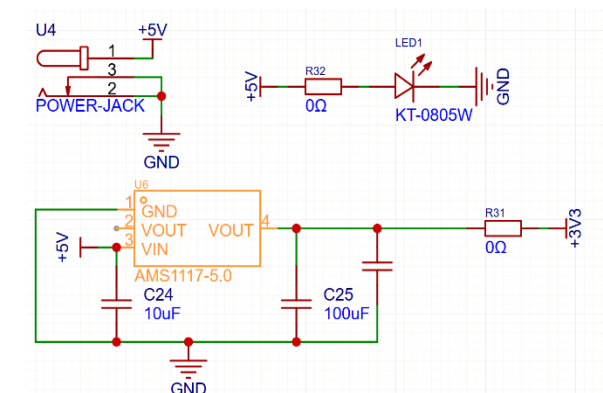 U4
+5V
1
3
2
POWER-JACK
GND
LED1
R32
+5V
0Ω
KT-0805W
GND
U6
1
GND
2
VOUT
VOUT
4
3
VIN
+5V
AMS1117-5.0
C24
10uF
C25
100uF
R31
0Ω
+3V3
GND